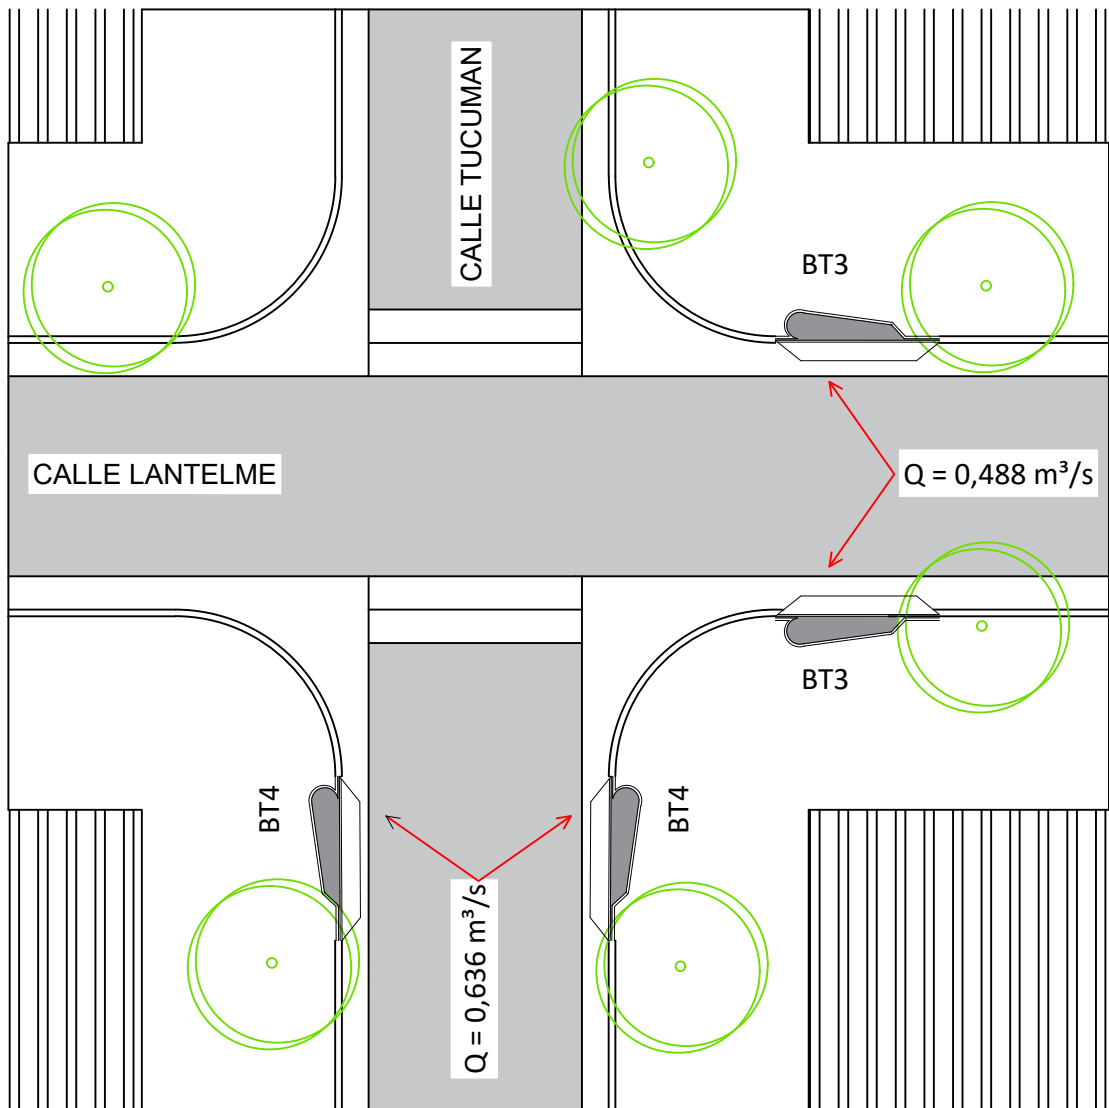 CALLE TUCUMAN
BT3
CALLE LANTELME
Q = 0,488 m³/s
BT3
BT4
BT4
Q = 0,636 m³/s